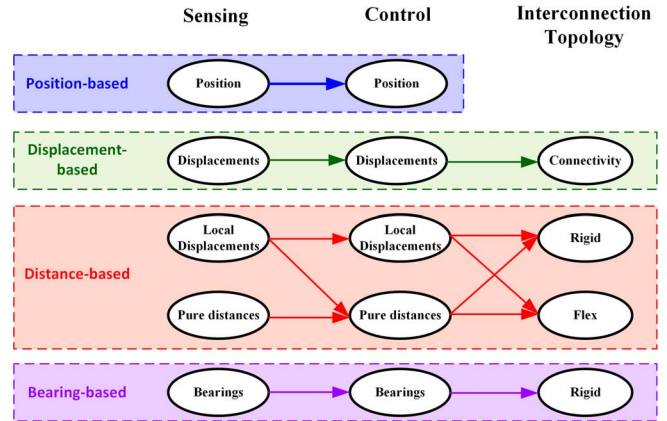 Sensing Control Interconnection
Topology
Position-based Position Position
Displacement-
based Displacements Displacements Connectivity
Local
Displacements Local
Displacements Rigid
Distance-based
Pure distances Pure distances Flex
Bearing-based Bearings Bearings Rigid